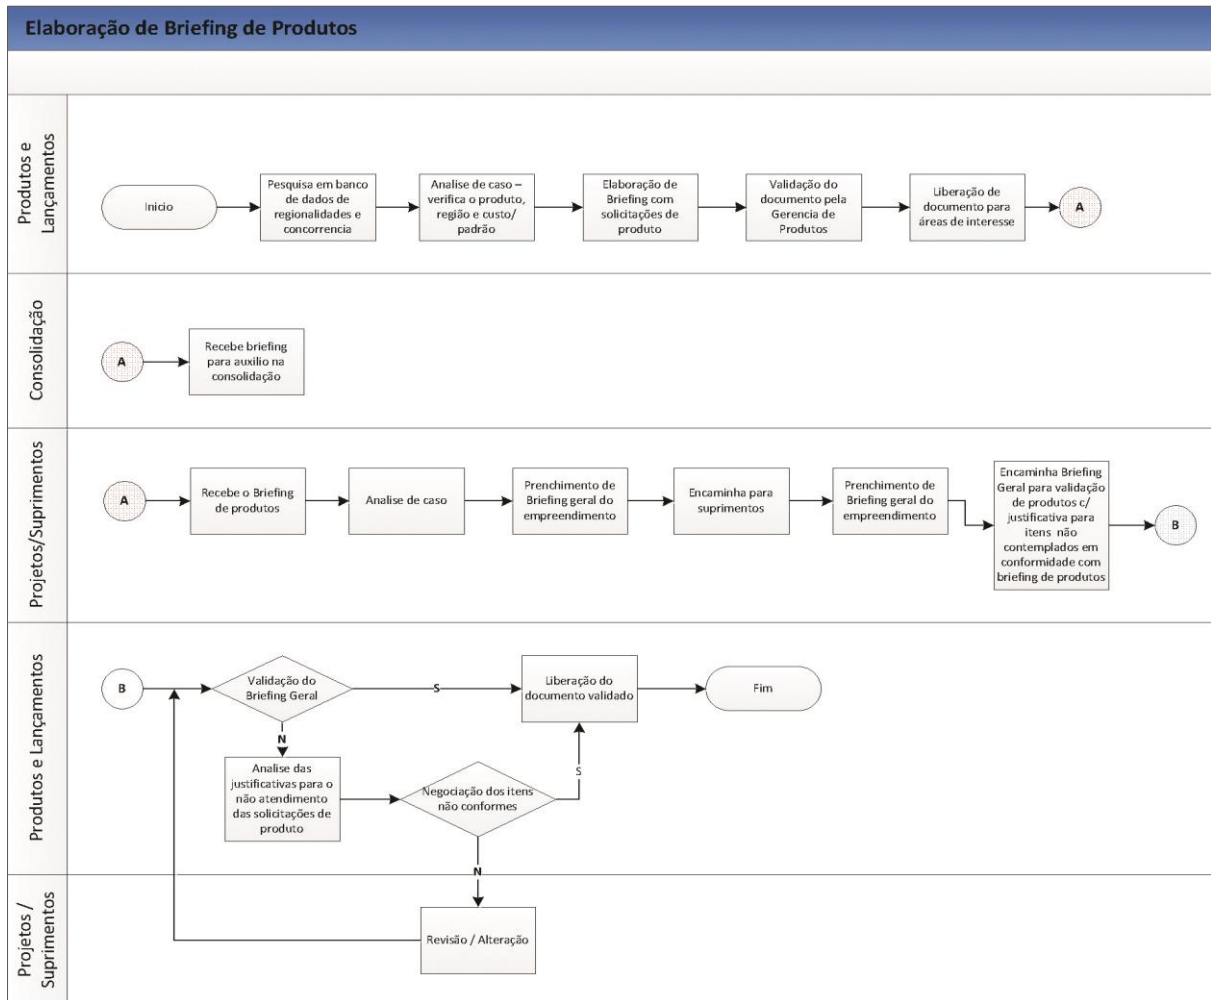 Elaboração de Briefing de Produtos
Produtos e
Lançamentos
Inicio
Pesquisa em banco
de dados de
regionalidades e
concorrencia
Analise de caso –
verifica o produto,
região e custo/
padrão
Elaboração de
Briefing com
solicitações de
produto
Validação do
documento pela
Gerencia de
Produtos
Liberação de
documento para
áreas de interesse
A
Consolidação
A
Recebe briefing
para auxilio na
consolidação
Projetos/Suprimentos
A
Recebe o Briefing
de produtos
Analise de caso
Prenchimento de
Briefing geral do
empreendimento
Encaminha para
suprimentos
Prenchimento de
Briefing geral do
empreendimento
Encaminha Briefing
Geral para validação
de produtos c/
justificativa para
itens não
contemplados em
conformidade com
briefing de produtos
B
Produtos e Lançamentos
B
Validação do
Briefing Geral
S
Liberação do
documento validado
Fim
N
Analise das
justificativas para o
não atendimento
das solicitações de
produto
Negociação dos itens
não conformes
S
N
Projetos /
Suprimentos
Revisão / Alteração